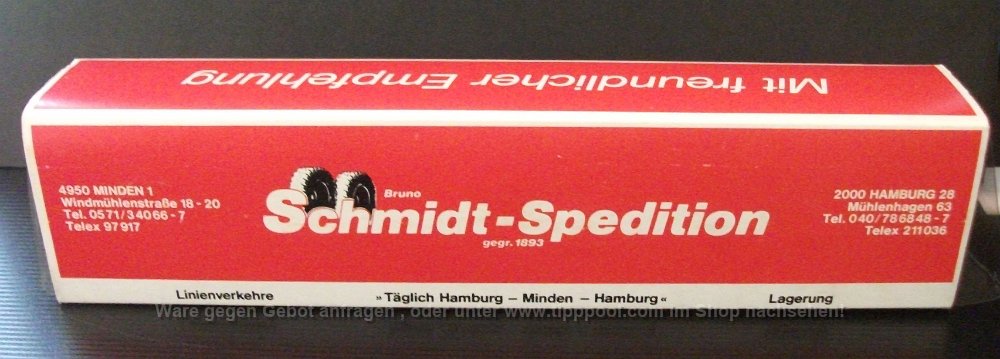 Mit freundlicher Empfehlung
4950 MINDEN 1
Windmühlenstraße 18 - 20
Tel. 0571/34066 - 7
Telex 97917
Bruno
Schmidt-Spedition
gegr. 1893
2000 HAMBURG 28
Mühlenhagen 63
Tel. 040/786848 - 7
Telex 211036
Linienverkehre
»Täglich Hamburg – Minden – Hamburg«
Lagerung
Ware gegen Gebot anfragen , oder unter www.tipppool.com im Shop nachsehen!